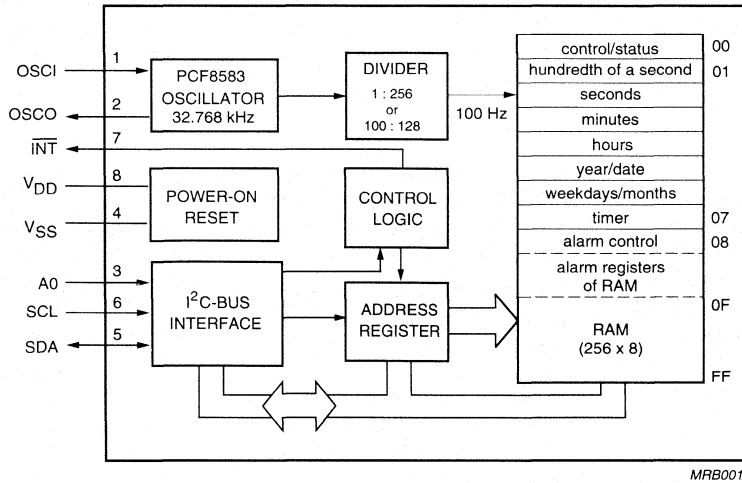 OSCI
1
OSCO
2
INT
7
VDD
8
VSS
4
A0
3
SCL
6
SDA
5
PCF8583
OSCILLATOR
32.768 kHz
DIVIDER
1 : 256
or
100 : 128
100 Hz
POWER-ON
RESET
CONTROL
LOGIC
I2C-BUS
INTERFACE
ADDRESS
REGISTER
control/status 00
hundredth of a second 01
seconds
minutes
hours
year/date
weekdays/months
timer 07
alarm control 08
alarm registers
of RAM
0F
RAM
(256 x 8)
FF
MRB001